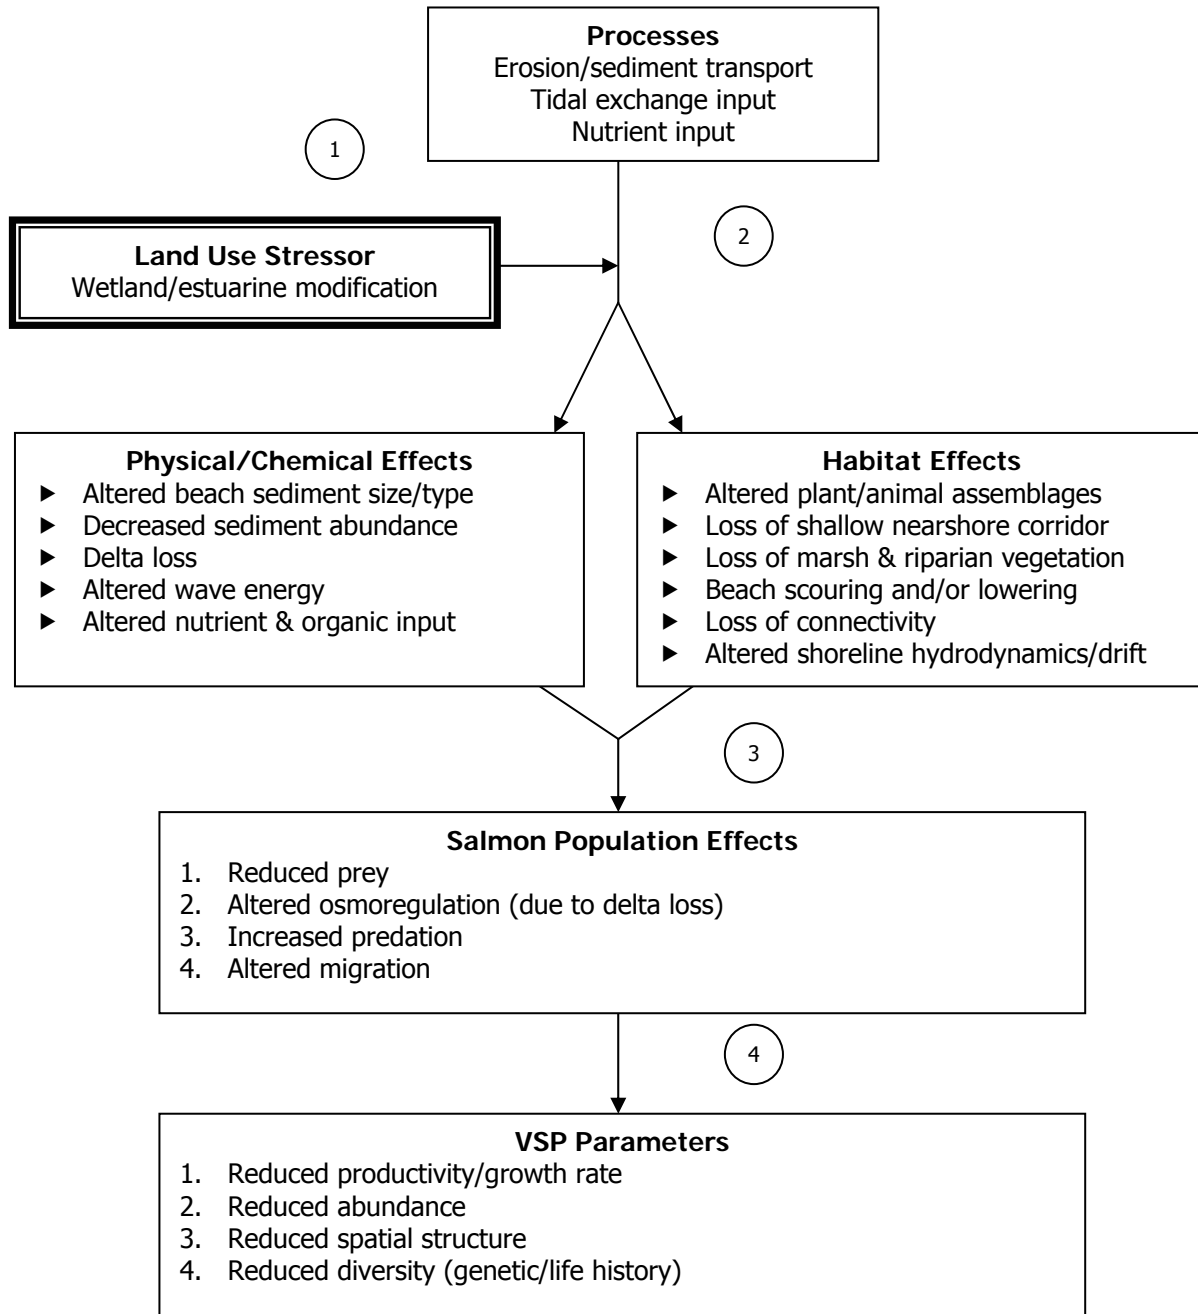 Processes
Erosion/sediment transport
Tidal exchange input
Nutrient input
1
2
Land Use Stressor
Wetland/estuarine modification
Physical/Chemical Effects
► Altered beach sediment size/type
► Decreased sediment abundance
► Delta loss
► Altered wave energy
► Altered nutrient & organic input
Habitat Effects
► Altered plant/animal assemblages
► Loss of shallow nearshore corridor
► Loss of marsh & riparian vegetation
► Beach scouring and/or lowering
► Loss of connectivity
► Altered shoreline hydrodynamics/drift
3
Salmon Population Effects
1. Reduced prey
2. Altered osmoregulation (due to delta loss)
3. Increased predation
4. Altered migration
4
VSP Parameters
1. Reduced productivity/growth rate
2. Reduced abundance
3. Reduced spatial structure
4. Reduced diversity (genetic/life history)